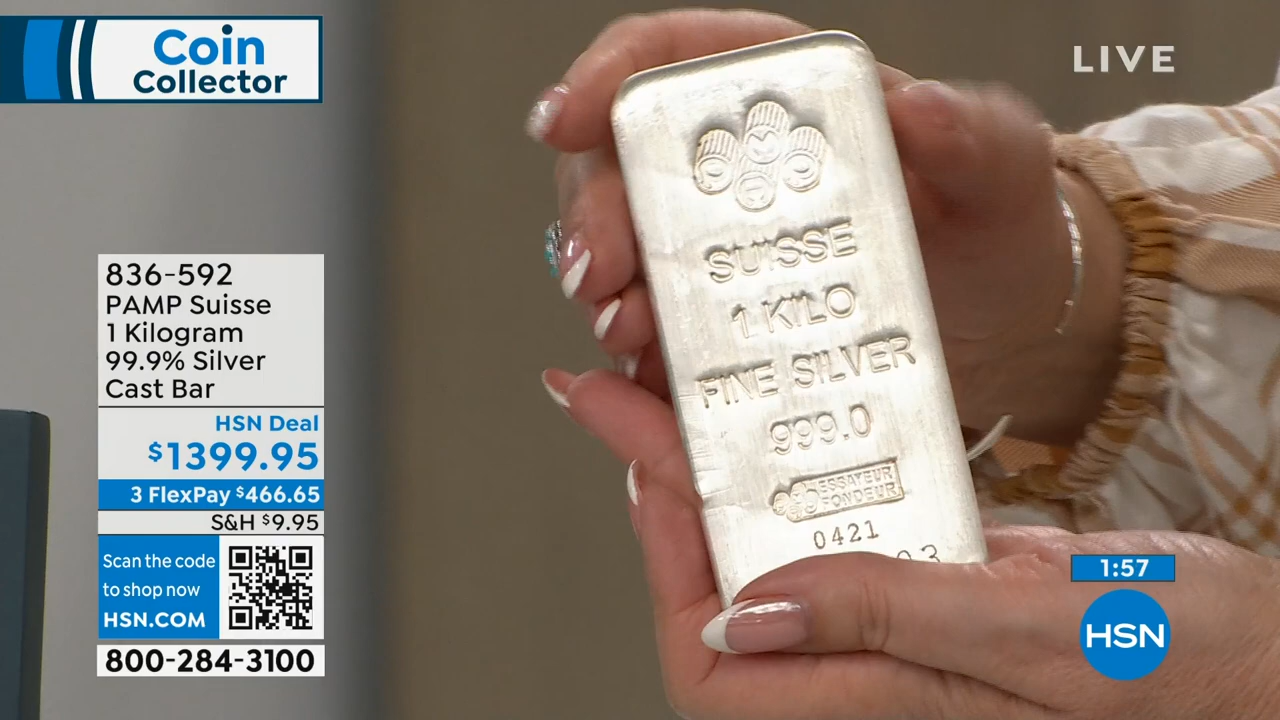 Coin
Collector
LIVE
836-592
PAMP Suisse
1 Kilogram
99.9% Silver
Cast Bar
HSN Deal
$1399.95
3 FlexPay $466.65
S&H $9.95
Scan the code
to shop now
HSN.COM
800-284-3100
SUISSE
1 KILO
FINE SILVER
999.0
ESSAYEUR
FONDEUR
0421
03
1:57
HSN